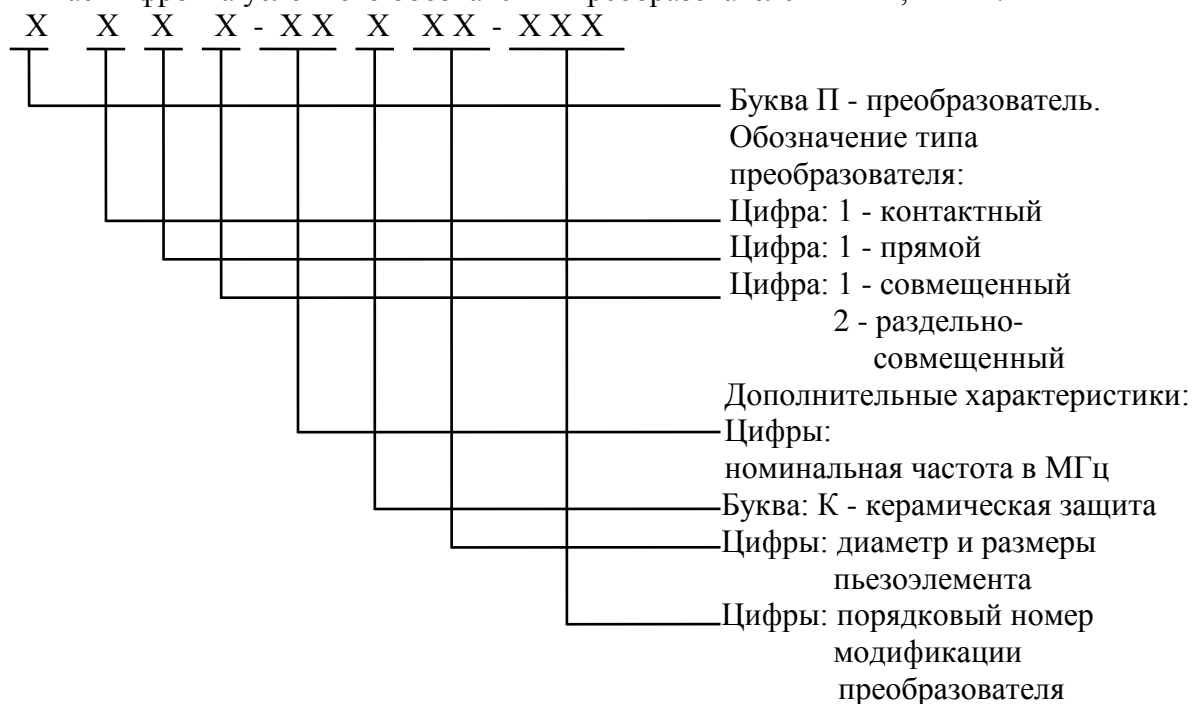 Х Х Х Х - Х Х Х Х Х - Х Х Х
Буква П - преобразователь.
Обозначение типа
преобразователя:
Цифра: 1 - контактный
Цифра: 1 - прямой
Цифра: 1 - совмещенный
2 - раздельно-
совмещенный
Дополнительные характеристики:
Цифры:
номинальная частота в МГц
Буква: К - керамическая защита
Цифры: диаметр и размеры
пьезоэлемента
Цифры: порядковый номер
модификации
преобразователя